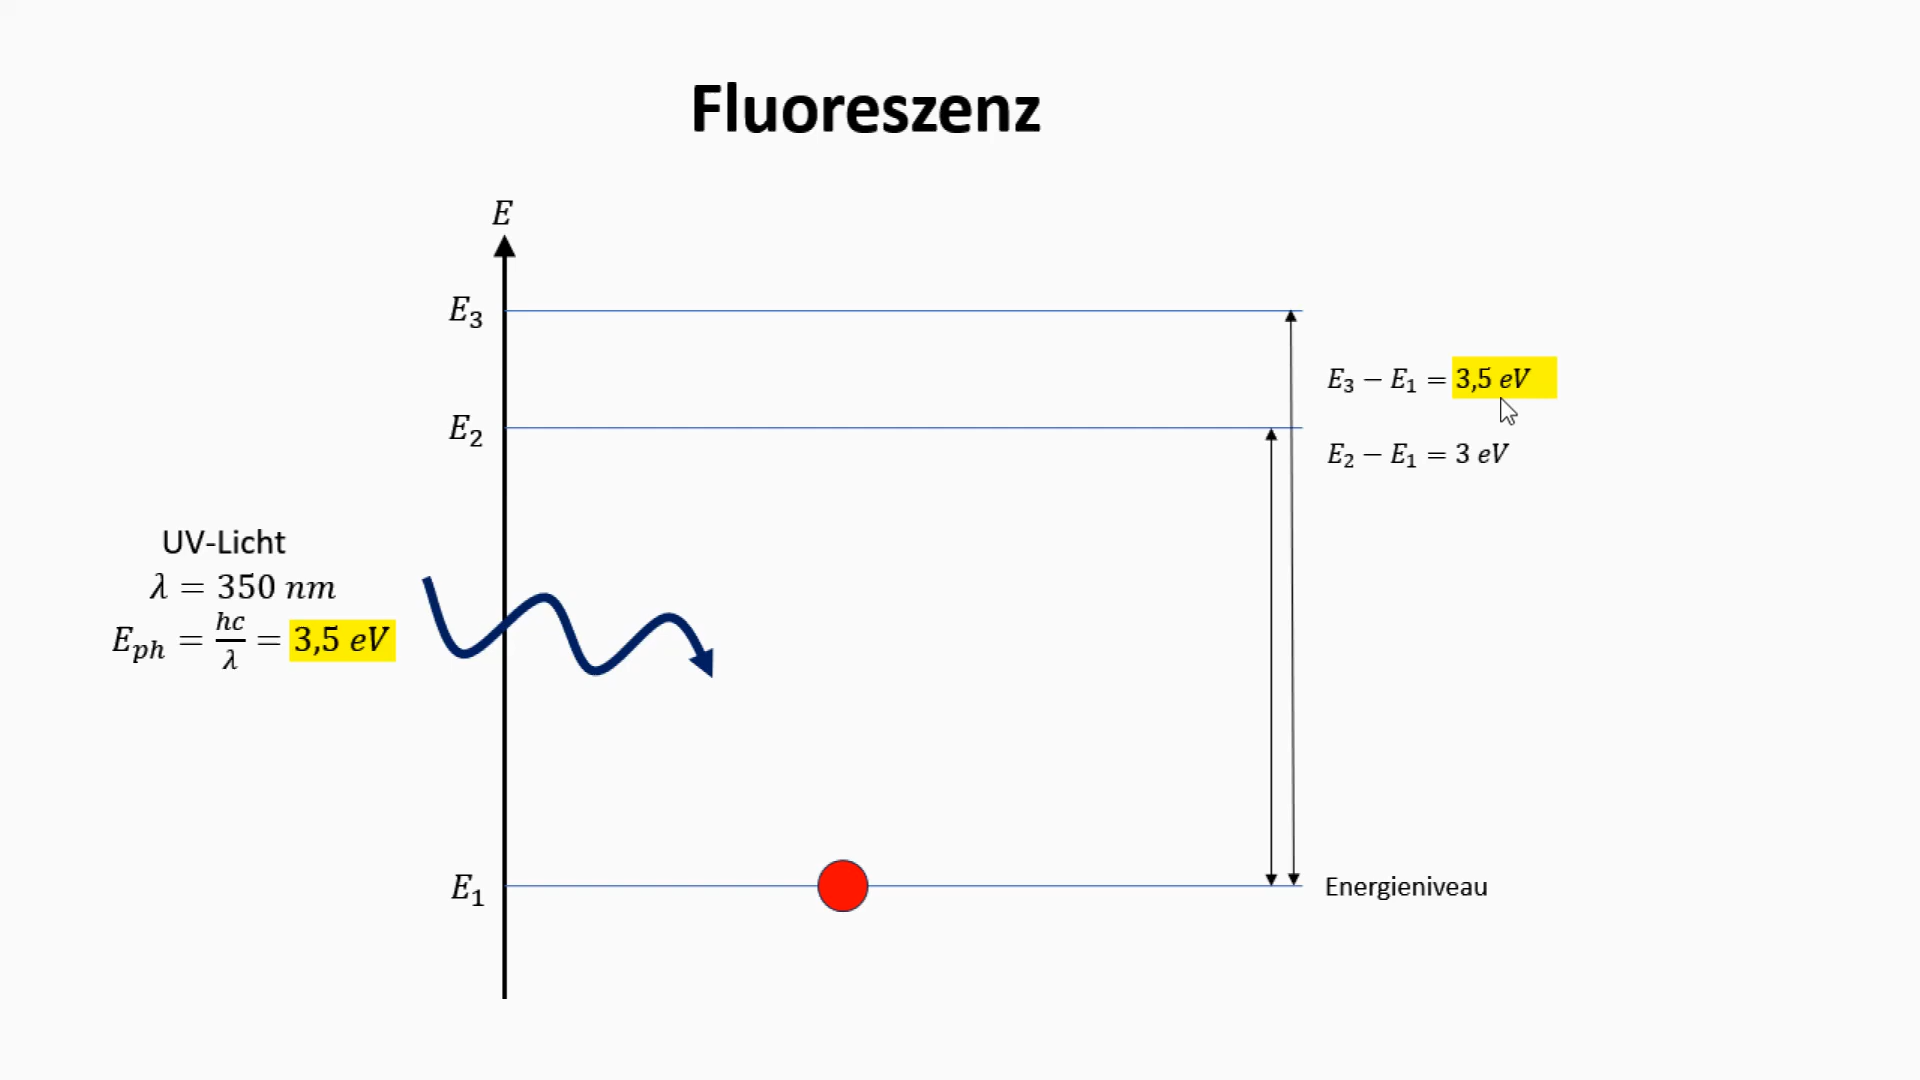 Fluoreszenz
E
E₃
E₃ − E₁ = 3,5 eV
E₂
E₂ − E₁ = 3 eV
UV-Licht
λ = 350 nm
Eₚₕ = hc/λ = 3,5 eV
E₁
Energieniveau